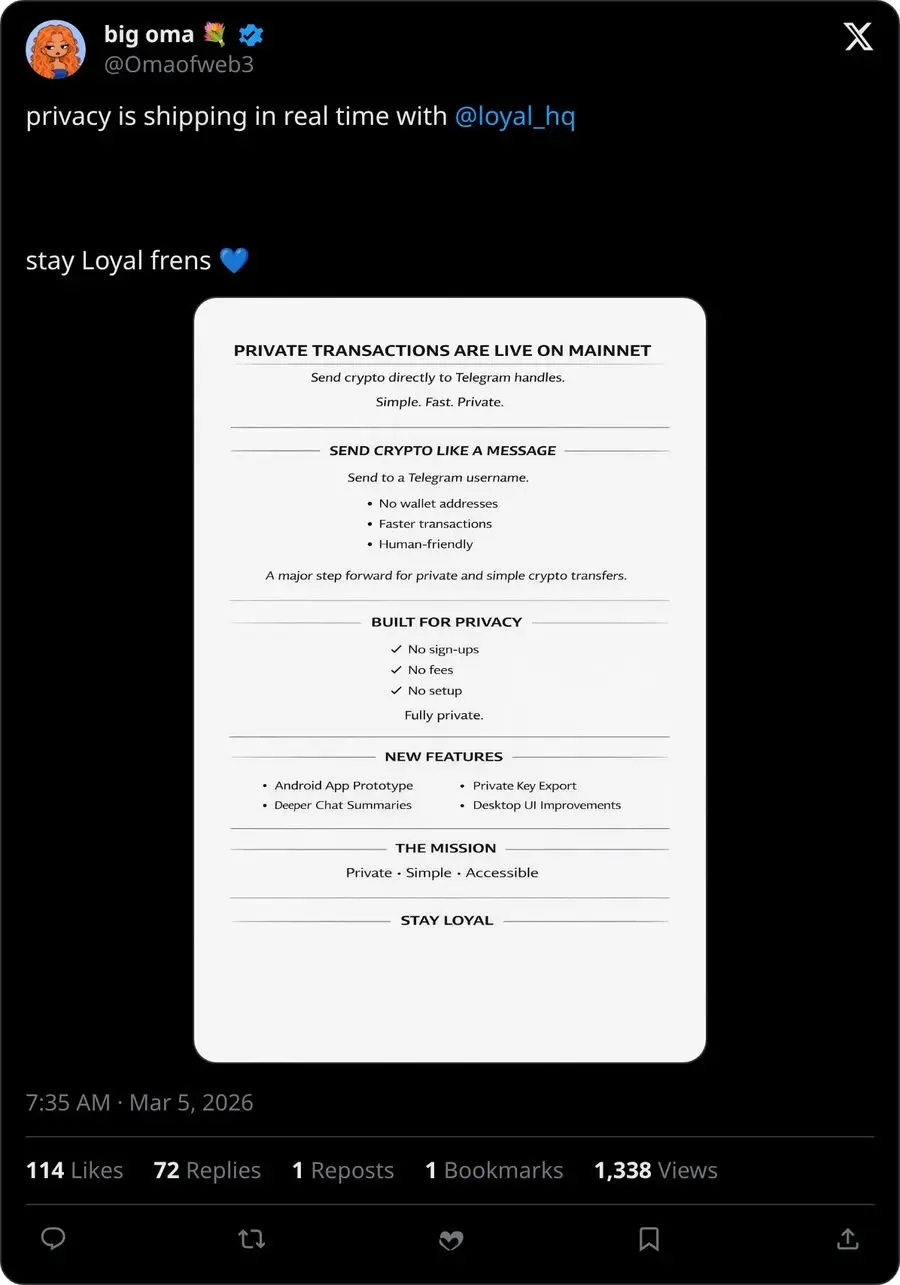 big oma 💐
@Omaofweb3
privacy is shipping in real time with @loyal_hq
stay Loyal frens 💙
PRIVATE TRANSACTIONS ARE LIVE ON MAINNET
Send crypto directly to Telegram handles.
Simple. Fast. Private.
SEND CRYPTO LIKE A MESSAGE
Send to a Telegram username.
• No wallet addresses
• Faster transactions
• Human-friendly
A major step forward for private and simple crypto transfers.
BUILT FOR PRIVACY
✓ No sign-ups
✓ No fees
✓ No setup
Fully private.
NEW FEATURES
• Android App Prototype
• Deeper Chat Summaries
• Private Key Export
• Desktop UI Improvements
THE MISSION
Private • Simple • Accessible
STAY LOYAL
7:35 AM · Mar 5, 2026
114 Likes 72 Replies 1 Reposts 1 Bookmarks 1,338 Views